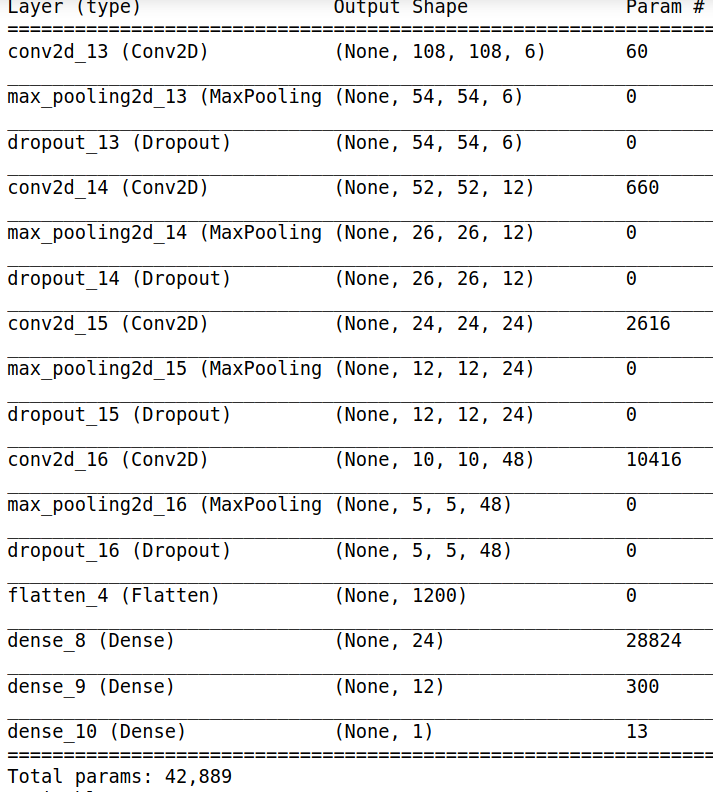 Layer (type) Output Shape Param #
=================================================================
conv2d_13 (Conv2D) (None, 108, 108, 6) 60
max_pooling2d_13 (MaxPooling (None, 54, 54, 6) 0
dropout_13 (Dropout) (None, 54, 54, 6) 0
conv2d_14 (Conv2D) (None, 52, 52, 12) 660
max_pooling2d_14 (MaxPooling (None, 26, 26, 12) 0
dropout_14 (Dropout) (None, 26, 26, 12) 0
conv2d_15 (Conv2D) (None, 24, 24, 24) 2616
max_pooling2d_15 (MaxPooling (None, 12, 12, 24) 0
dropout_15 (Dropout) (None, 12, 12, 24) 0
conv2d_16 (Conv2D) (None, 10, 10, 48) 10416
max_pooling2d_16 (MaxPooling (None, 5, 5, 48) 0
dropout_16 (Dropout) (None, 5, 5, 48) 0
flatten_4 (Flatten) (None, 1200) 0
dense_8 (Dense) (None, 24) 28824
dense_9 (Dense) (None, 12) 300
dense_10 (Dense) (None, 1) 13
=================================================================
Total params: 42,889